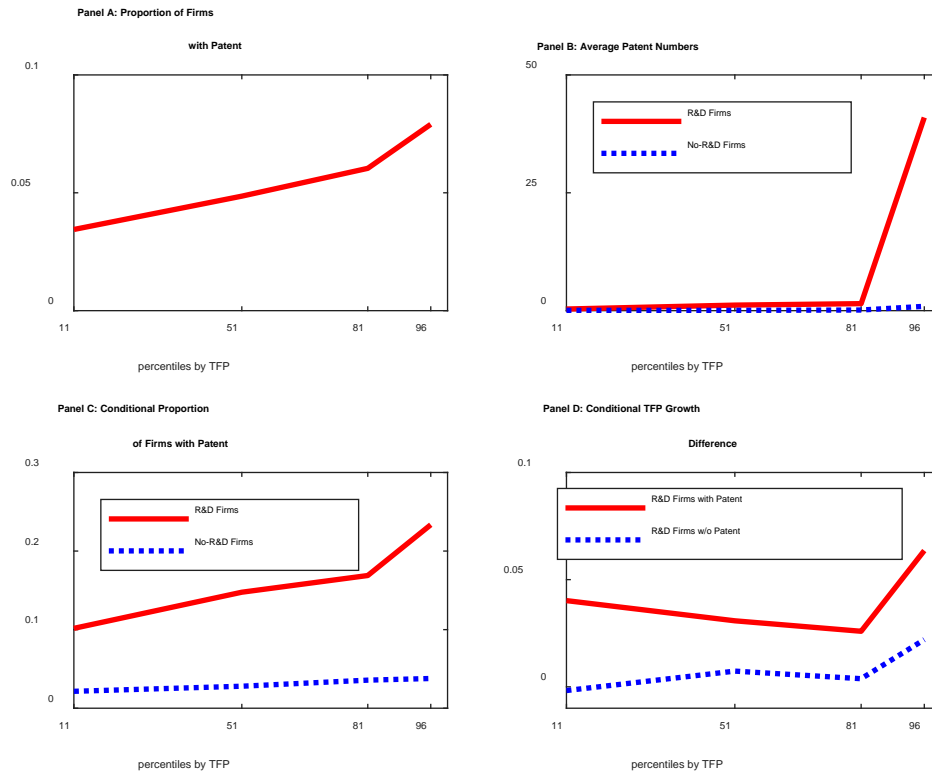 Panel A: Proportion of Firms
with Patent
0.1
0.05
0
11 51 81 96
percentiles by TFP
Panel B: Average Patent Numbers
50
R&D Firms
No-R&D Firms
25
0
11 51 81 96
percentiles by TFP
Panel C: Conditional Proportion
of Firms with Patent
0.3
R&D Firms
No-R&D Firms
0.2
0.1
0
11 51 81 96
percentiles by TFP
Panel D: Conditional TFP Growth
Difference
0.1
R&D Firms with Patent
R&D Firms w/o Patent
0.05
0
11 51 81 96
percentiles by TFP